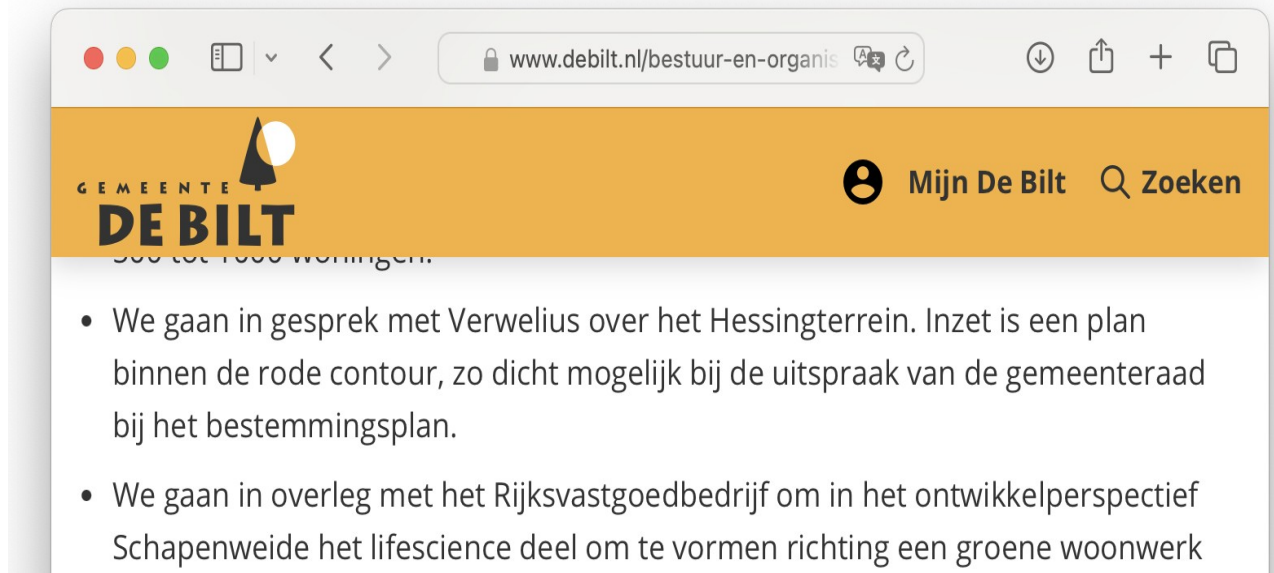 www.debilt.nl/bestuur-en-organis
GEMEENTE
DE BILT
Mijn De Bilt
Zoeken
tot 1000 woningen.
We gaan in gesprek met Verwelius over het Hessingterrein. Inzet is een plan
binnen de rode contour, zo dicht mogelijk bij de uitspraak van de gemeenteraad
bij het bestemmingsplan.
We gaan in overleg met het Rijksvastgoedbedrijf om in het ontwikkelperspectief
Schapenweide het lifescience deel om te vormen richting een groene woonwerk